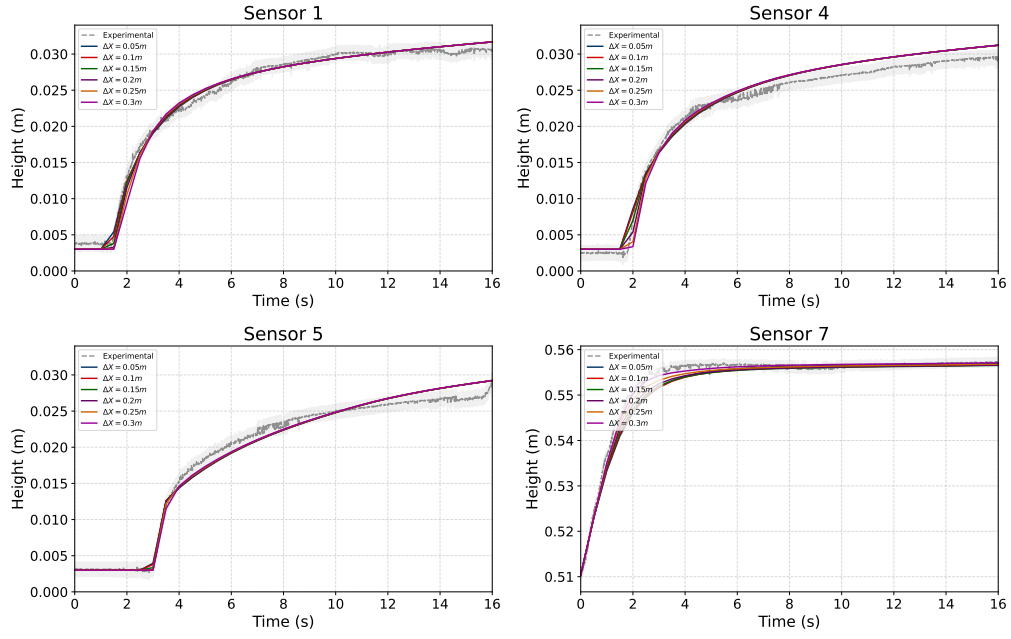 Sensor 1
Height (m)
0.030
0.025
0.020
0.015
0.010
0.005
0.000
Experimental
ΔX = 0.05m
ΔX = 0.1m
ΔX = 0.15m
ΔX = 0.2m
ΔX = 0.25m
ΔX = 0.3m
0 2 4 6 8 10 12 14 16
Time (s)
Sensor 4
Height (m)
0.030
0.025
0.020
0.015
0.010
0.005
0.000
Experimental
ΔX = 0.05m
ΔX = 0.1m
ΔX = 0.15m
ΔX = 0.2m
ΔX = 0.25m
ΔX = 0.3m
0 2 4 6 8 10 12 14 16
Time (s)
Sensor 5
Height (m)
0.030
0.025
0.020
0.015
0.010
0.005
0.000
Experimental
ΔX = 0.05m
ΔX = 0.1m
ΔX = 0.15m
ΔX = 0.2m
ΔX = 0.25m
ΔX = 0.3m
0 2 4 6 8 10 12 14 16
Time (s)
Sensor 7
Height (m)
0.56
0.55
0.54
0.53
0.52
0.51
Experimental
ΔX = 0.05m
ΔX = 0.1m
ΔX = 0.15m
ΔX = 0.2m
ΔX = 0.25m
ΔX = 0.3m
0 2 4 6 8 10 12 14 16
Time (s)